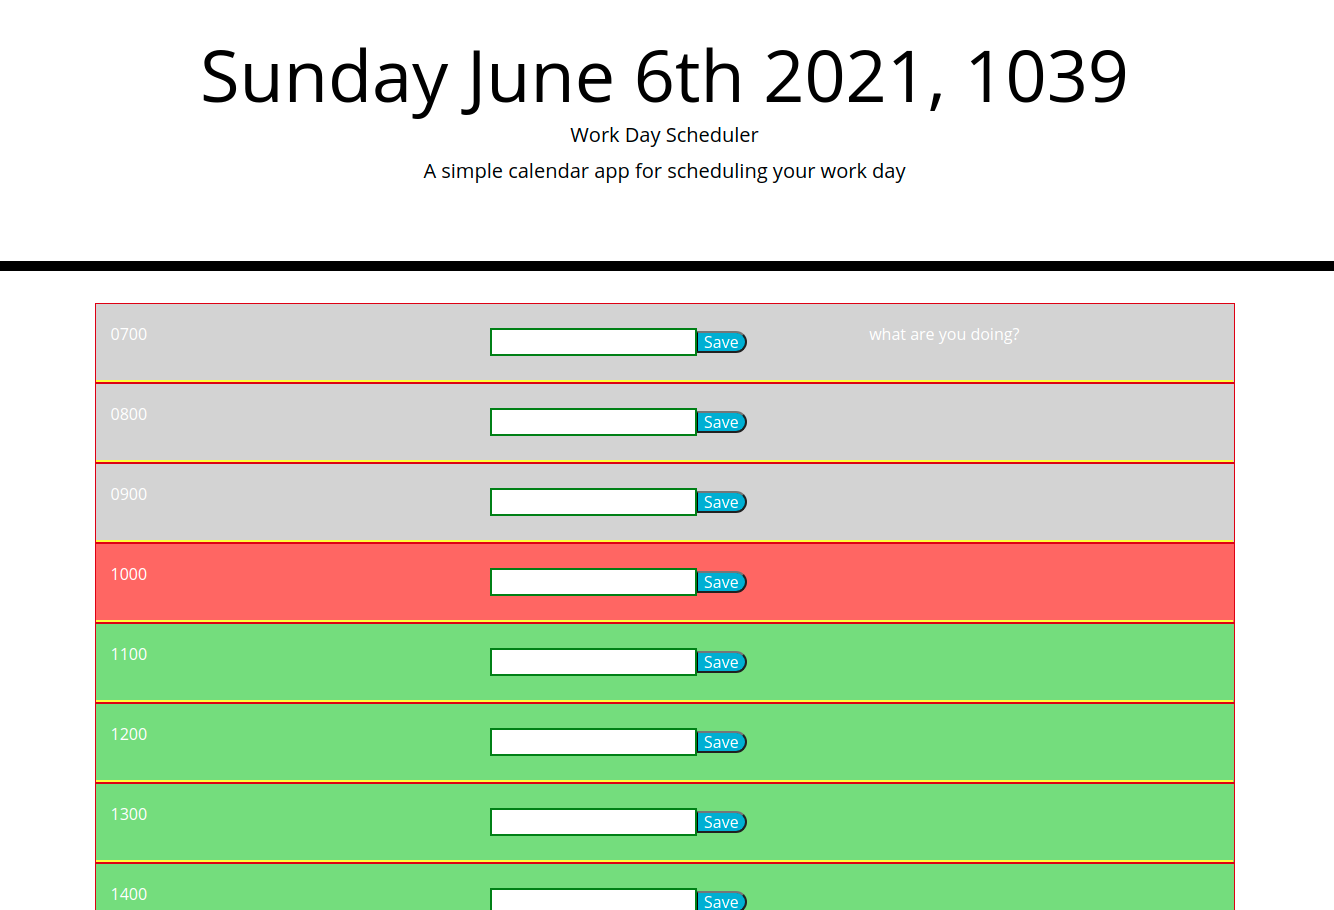 Sunday June 6th 2021, 1039
Work Day Scheduler
A simple calendar app for scheduling your work day
0700 Save what are you doing?
0800 Save
0900 Save
1000 Save
1100 Save
1200 Save
1300 Save
1400 Save